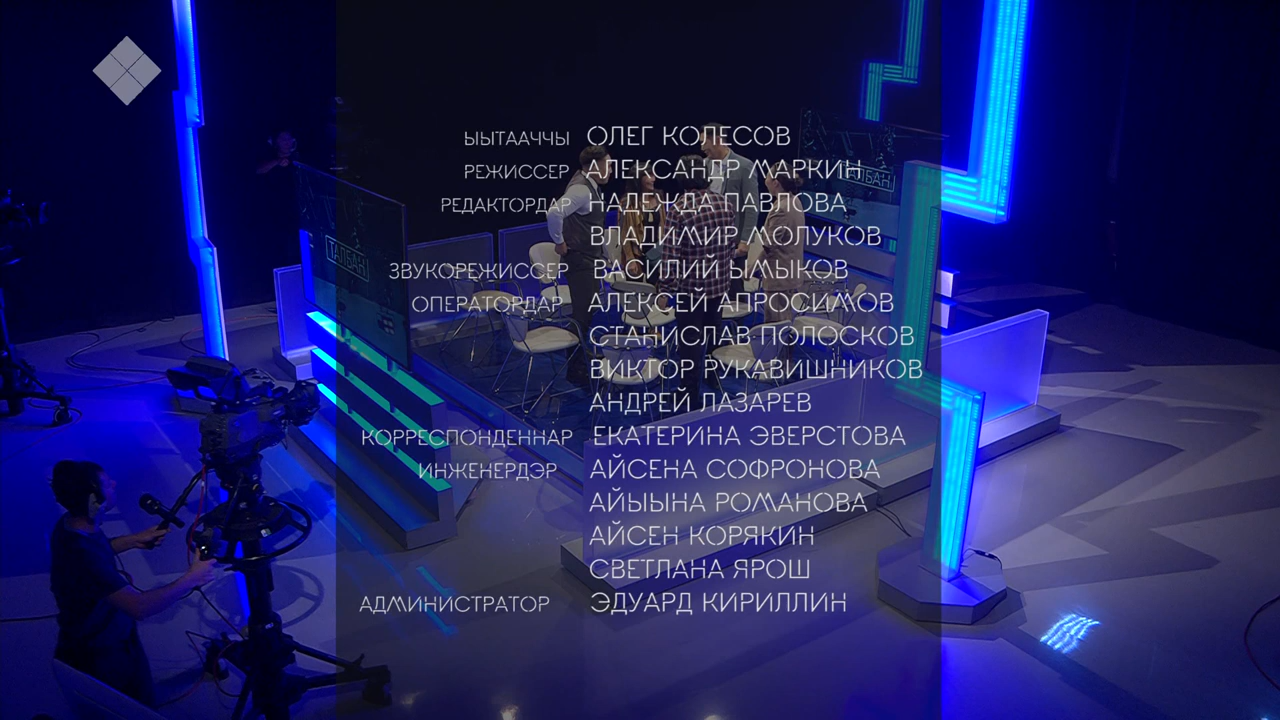 ЫЫТААЧЧЫ ОЛЕГ КОЛЕСОВ
РЕЖИССЕР АЛЕКСАНДР МАРКИН
РЕДАКТОРДАР НАДЕЖДА ПАВЛОВА
ВЛАДИМИР МОЛУКОВ
ЗВУКОРЕЖИССЕР ВАСИЛИЙ ЫМЫКОВ
ОПЕРАТОРДАР АЛЕКСЕЙ АПРОСИМОВ
СТАНИСЛАВ ПОЛОСКОВ
ВИКТОР РУКАВИШНИКОВ
АНДРЕЙ ЛАЗАРЕВ
КОРРЕСПОНДЕННАР ЕКАТЕРИНА ЭВЕРСТОВА
ИНЖЕНЕРДЭР АЙСЕНА СОФРОНОВА
АЙЫЫНА РОМАНОВА
АЙСЕН КОРЯКИН
СВЕТЛАНА ЯРОШ
АДМИНИСТРАТОР ЭДУАРД КИРИЛЛИН
ТАЛБАН
ТАЛБАН